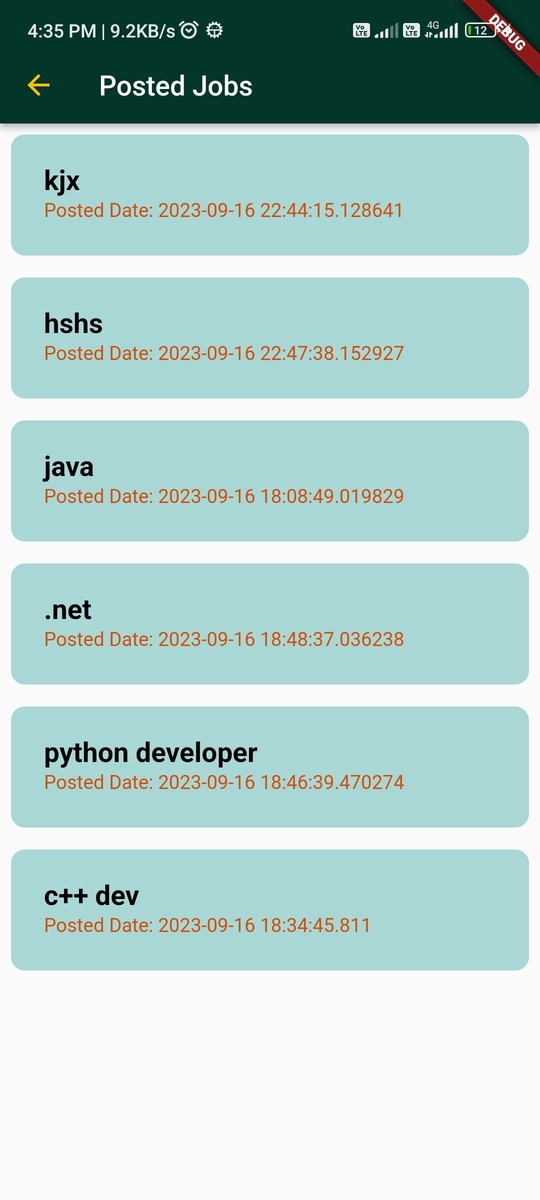 4:35 PM | 9.2KB/s
Vo LTE
Vo LTE
4G
12
DEBUG
Posted Jobs
kjx
Posted Date: 2023-09-16 22:44:15.128641
hshs
Posted Date: 2023-09-16 22:47:38.152927
java
Posted Date: 2023-09-16 18:08:49.019829
.net
Posted Date: 2023-09-16 18:48:37.036238
python developer
Posted Date: 2023-09-16 18:46:39.470274
c++ dev
Posted Date: 2023-09-16 18:34:45.811